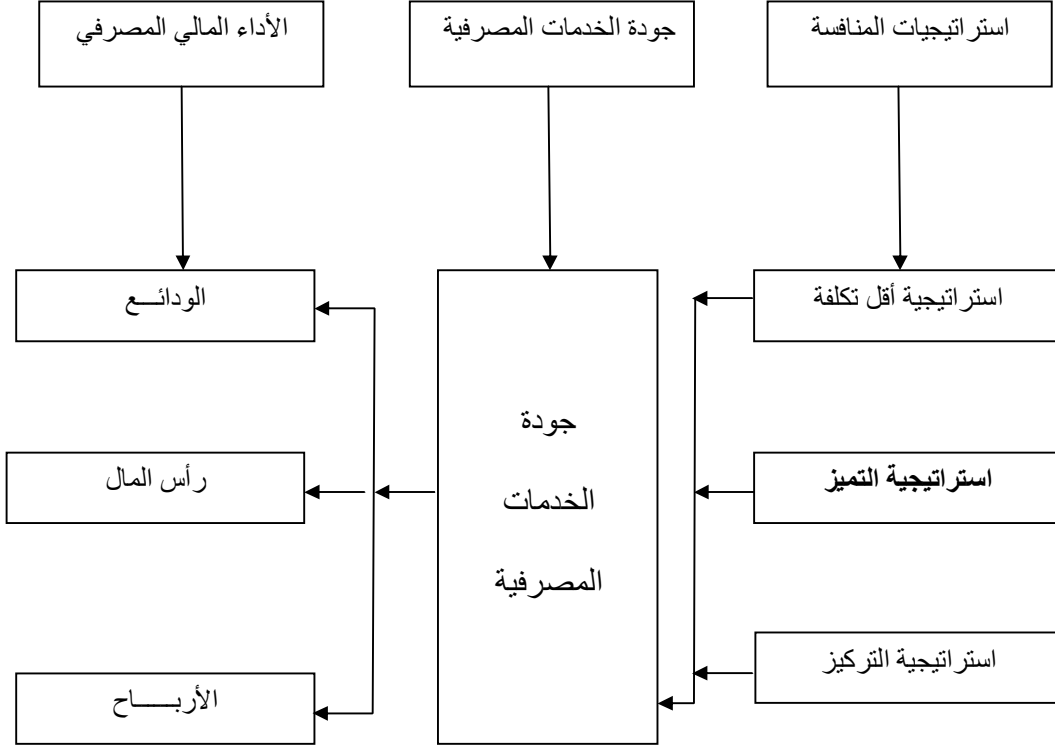 استراتيجيات المنافسة
جودة الخدمات المصرفية
الأداء المالي المصرفي
استراتيجية أقل تكلفة
الودائـــع
جودة
الخدمات
المصرفية
استراتيجية التميز
رأس المال
استراتيجية التركيز
الأربـــــاح